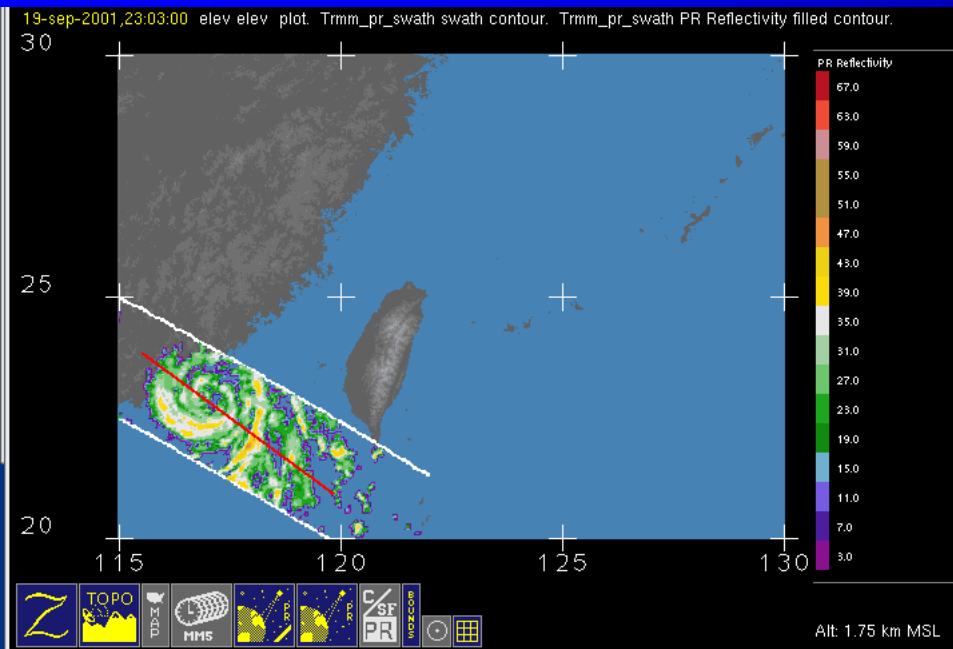 19-sep-2001,23:03:00 elev elev plot. Trmm_pr_swath swath contour. Trmm_pr_swath PR Reflectivity filled contour.
30
PR Reflectivity
67.0
63.0
59.0
55.0
51.0
47.0
43.0
39.0
35.0
31.0
27.0
23.0
19.0
15.0
11.0
7.0
3.0
25
20
115 120 125 130
Z
TOPO
MAP
MM5
PR
PR
C/SF
PR
BOUNDS
Alt: 1.75 km MSL